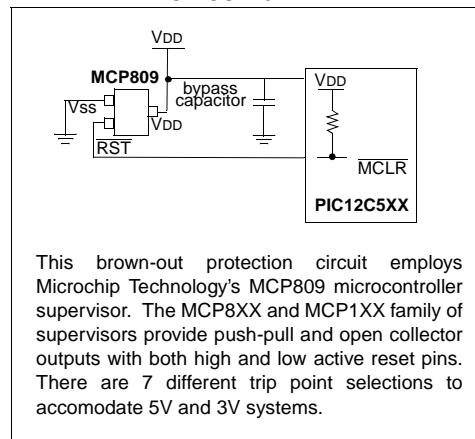 VDD
MCP809
bypass
capacitor
VDD
Vss
VDD
RST
MCLR
PIC12C5XX
This brown-out protection circuit employs
Microchip Technology's MCP809 microcontroller
supervisor. The MCP8XX and MCP1XX family of
supervisors provide push-pull and open collector
outputs with both high and low active reset pins.
There are 7 different trip point selections to
accomodate 5V and 3V systems.